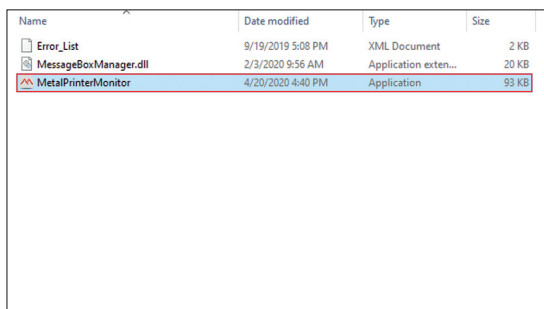 Name Date modified Type Size
Error_List 9/19/2019 5:08 PM XML Document 2 KB
MessageBoxManager.dll 2/3/2020 9:56 AM Application exten... 20 KB
MetalPrinterMonitor 4/20/2020 4:40 PM Application 93 KB